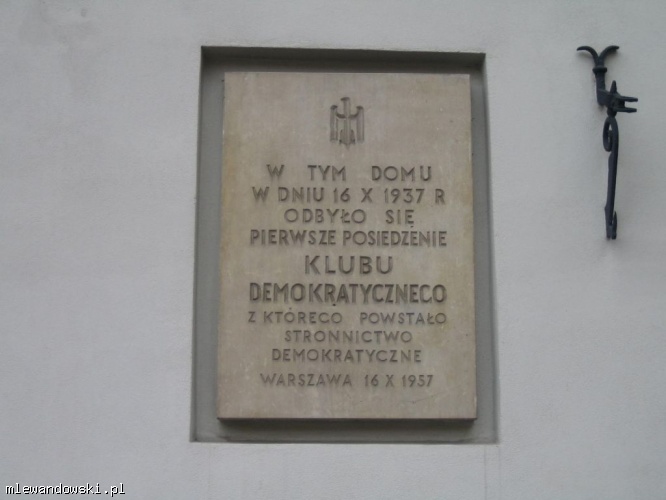 W TYM DOMU
W DNIU 16 X 1937 R
ODBYŁO SIĘ
PIERWSZE POSIEDZENIE
KLUBU
DEMOKRATYCZNEGO
Z KTÓREGO POWSTAŁO
STRONNICTWO
DEMOKRATYCZNE
WARSZAWA 16 X 1957
mlewandowski.pl